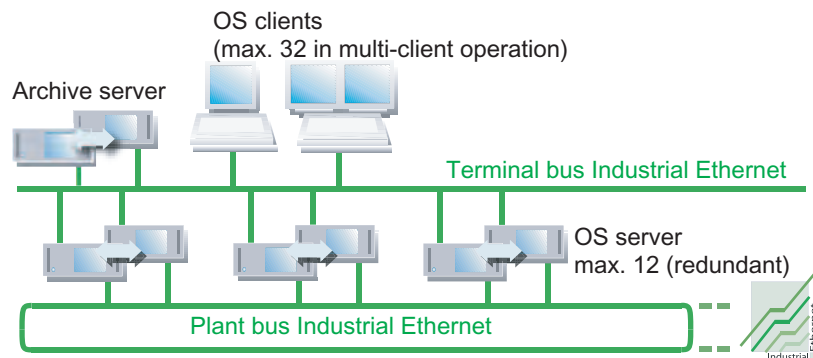 OS clients
(max. 32 in multi-client operation)
Archive server
Terminal bus Industrial Ethernet
OS server
max. 12 (redundant)
Plant bus Industrial Ethernet
Industrial
Ethernet